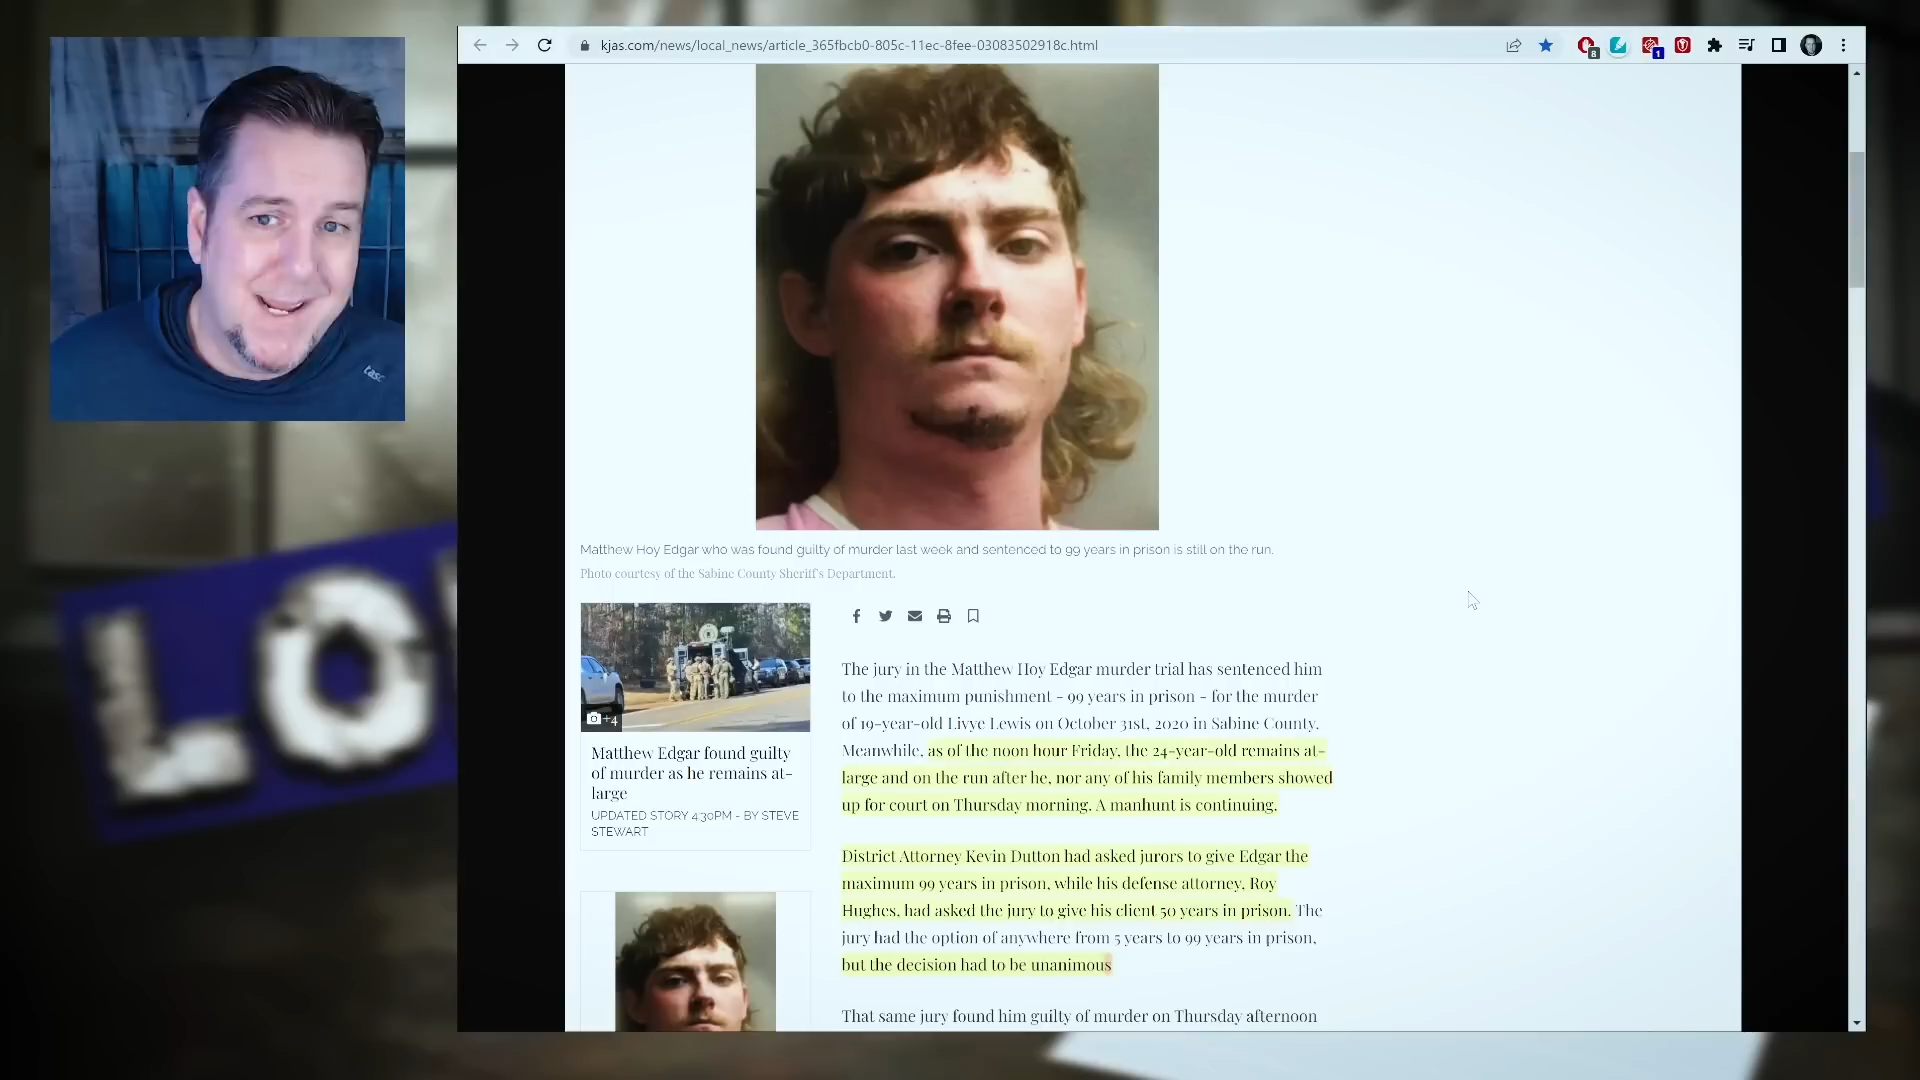 kjas.com/news/local_news/article_365fbcb0-805c-11ec-8fee-03083502918c.html
8
1
tasc
Matthew Hoy Edgar who was found guilty of murder last week and sentenced to 99 years in prison is still on the run.
Photo courtesy of the Sabine County Sheriff's Department.
+4
Matthew Edgar found guilty
of murder as he remains at-
large
UPDATED STORY 4:30PM - BY STEVE
STEWART
The jury in the Matthew Hoy Edgar murder trial has sentenced him
to the maximum punishment - 99 years in prison - for the murder
of 19-year-old Livye Lewis on October 31st, 2020 in Sabine County.
Meanwhile, as of the noon hour Friday, the 24-year-old remains at-
large and on the run after he, nor any of his family members showed
up for court on Thursday morning. A manhunt is continuing.
District Attorney Kevin Dutton had asked jurors to give Edgar the
maximum 99 years in prison, while his defense attorney, Roy
Hughes, had asked the jury to give his client 50 years in prison. The
jury had the option of anywhere from 5 years to 99 years in prison,
but the decision had to be unanimous
That same jury found him guilty of murder on Thursday afternoon
LO